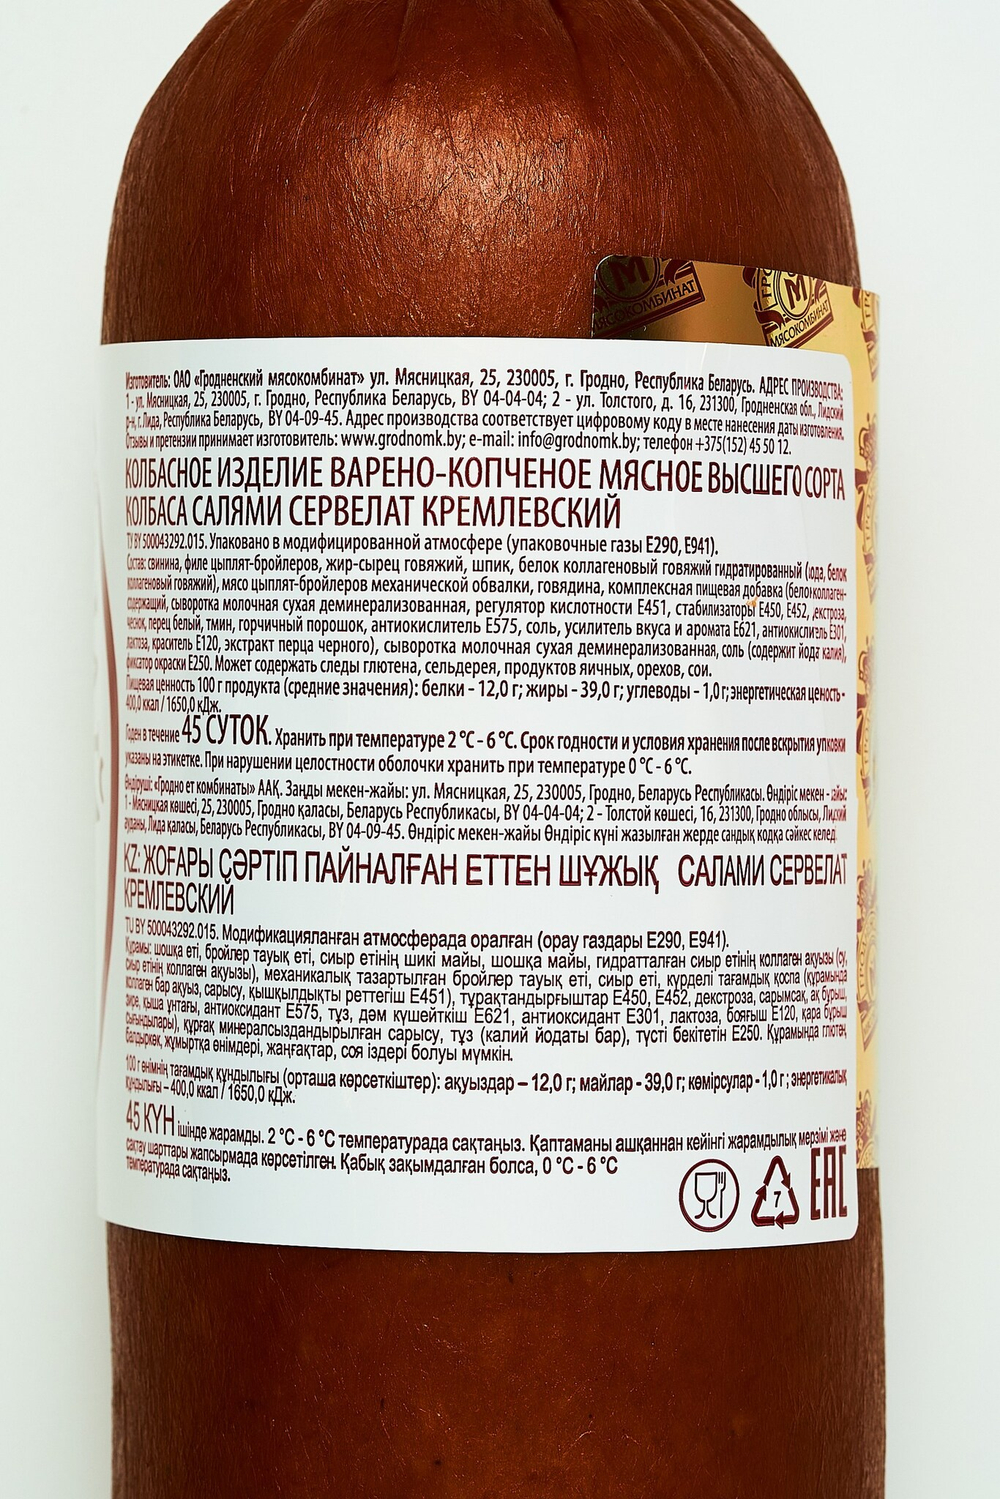 МЯСОКОМБИНАТ
МЯСОКОМБИНАТ
Изготовитель: ОАО «Гродненский мясокомбинат» ул. Мясницкая, 25, 230005, г. Гродно, Республика Беларусь. АДРЕС ПРОИЗВОДСТВА:
1 - ул. Мясницкая, 25, 230005, г. Гродно, Республика Беларусь, BY 04-04-04; 2 - ул. Толстого, д. 16, 231300, Гродненская обл., Лидский
р-н, г. Лида, Республика Беларусь, BY 04-09-45. Адрес производства соответствует цифровому коду в месте нанесения даты изготовления.
Отзывы и претензии принимает изготовитель: www.grodnomk.by; e-mail: info@grodnomk.by; телефон +375(152) 45 50 12.
КОЛБАСНОЕ ИЗДЕЛИЕ ВАРЕНО-КОПЧЕНОЕ МЯСНОЕ ВЫСШЕГО СОРТА
КОЛБАСА САЛЯМИ СЕРВЕЛАТ КРЕМЛЕВСКИЙ
ТУ BY 500043292.015. Упаковано в модифицированной атмосфере (упаковочные газы Е290, Е941).
Состав: свинина, филе цыплят-бройлеров, жир-сырец говяжий, шпик, белок коллагеновый говяжий гидратированный (вода, белок
коллагеновый говяжий), мясо цыплят-бройлеров механической обвалки, говядина, комплексная пищевая добавка (белок коллаген-
содержащий, сыворотка молочная сухая деминерализованная, регулятор кислотности Е451, стабилизаторы Е450, Е452, декстроза,
чеснок, перец белый, тмин, горчичный порошок, антиокислитель Е575, соль, усилитель вкуса и аромата Е621, антиокислитель Е301,
лактоза, краситель Е120, экстракт перца черного), сыворотка молочная сухая деминерализованная, соль (содержит йодат калия),
фиксатор окраски Е250. Может содержать следы глютена, сельдерея, продуктов яичных, орехов, сои.
Пищевая ценность 100 г продукта (средние значения): белки - 12,0 г; жиры - 39,0 г; углеводы - 1,0 г; энергетическая ценость -
400,0 ккал / 1650,0 кДж.
Годен в течение 45 СУТОК. Хранить при температуре 2 °С - 6 °С. Срок годности и условия хранения после вскрытия упковки
указаны на этикетке. При нарушении целостности оболочки хранить при температуре 0 °С - 6 °С.
Өндіруші: «Гродно ет комбинаты» ААҚ. Заңды мекен-жайы: ул. Мясницкая, 25, 230005, Гродно, Беларусь Республикасы. Өндіріс мекен - жайы:
1 - Мясницкая көшесі, 25, 230005, Гродно қаласы, Беларусь Республикасы, BY 04-04-04; 2 - Толстой көшесі, 16, 231300, Гродно облысы, Лидский
ауданы, Лида қаласы, Беларусь Республикасы, BY 04-09-45. Өндіріс мекен-жайы Өндіріс күні жазылған жерде сандық кодқа сәйкес келед.
KZ: ЖОҒАРЫ СӘРТІП ПАЙНАЛҒАН ЕТТЕН ШҰЖЫҚ САЛАМИ СЕРВЕЛАТ
КРЕМЛЕВСКИЙ
TU BY 500043292.015. Модификацияланған атмосферада оралған (орау газдары Е290, Е941).
Құрамы: шошқа еті, бройлер тауық еті, сиыр етінің шикі майы, шошқа майы, гидратталған сиыр етінің коллаген ақуызы (су,
сиыр етінің коллаген ақуызы), механикалық тазартылған бройлер тауық еті, сиыр еті, күрделі тағамдық қоспа (құрамында
коллаген бар ақуыз, сарысу, қышқылдықты реттегіш Е451), тұрақтандырғыштар Е450, Е452, декстроза, сарымсақ, ақ бұрыш,
зире, қыша ұнтағы, антиоксидант Е575, тұз, дәм күшейткіш Е621, антиоксидант Е301, лактоза, бояғыш Е120, қара бұрыш
сығындылары), құрғақ минералсыздандырылған сарысу, тұз (калий йодаты бар), түсті бекітетін Е250. Құрамында глютен,
балдыркөк, жұмыртқа өнімдері, жаңғақтар, соя іздері болуы мүмкін.
100 г өнімнің тағамдық құндылығы (орташа көрсеткіштер): ақуыздар – 12,0 г; майлар - 39,0 г; көмірсулар - 1,0 г; энергетикалық
құндылығы – 400,0 ккал / 1650,0 кДж.
45 КҮН ішінде жарамды. 2 °С - 6 °С температурада сақтаңыз. Қаптаманы ашқаннан кейінгі жарамдылық мерзімі және
сақтау шарттары жапсырмада көрсетілген. Қабық зақымдалған болса, 0 °С - 6 °С
температурада сақтаңыз.
7
EAC